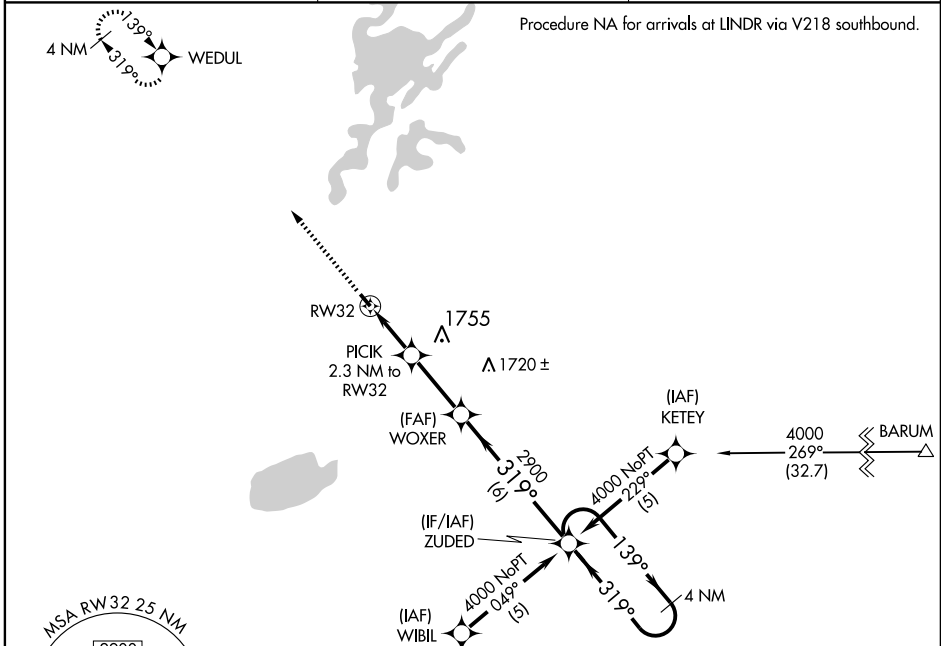 Procedure NA for arrivals at LINDR via V218 southbound.
139°
4 NM
319°
WEDUL
RW32
1755
PICIK
2.3 NM to
RW32
1720 ±
(FAF)
WOXER
(IAF)
KETEY
4000
269°
(32.7)
BARUM
2900
319°
(6)
4000 NoPT
229°
(5)
(IF/IAF)
ZUDED
139°
319°
4 NM
4000 NoPT
049°
(5)
(IAF)
WIBIL
MSA RW32 25 NM